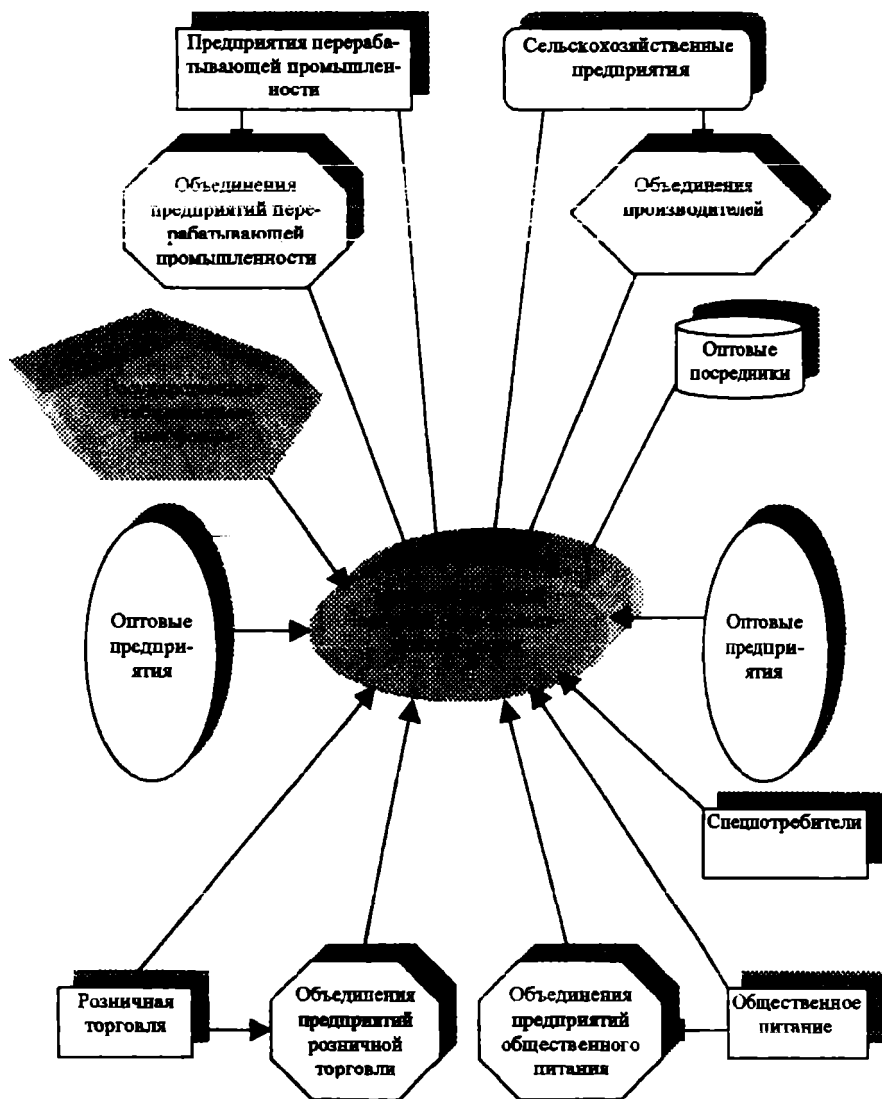 Предприятия перераба-
тывающей промышлен-
ности
Сельскохозяйственные
предприятия
Объединения
предприятий пере-
рабатывающей
промышленности
Объединения
производителей
Оптовые
посредники
Оптовые
предпри-
ятия
Оптовые
предпри-
ятия
Спецпотребители
Розничная
торговля
Объединения
предприятий
розничной
торговли
Объединения
предприятий
общественного
питания
Общественное
питание